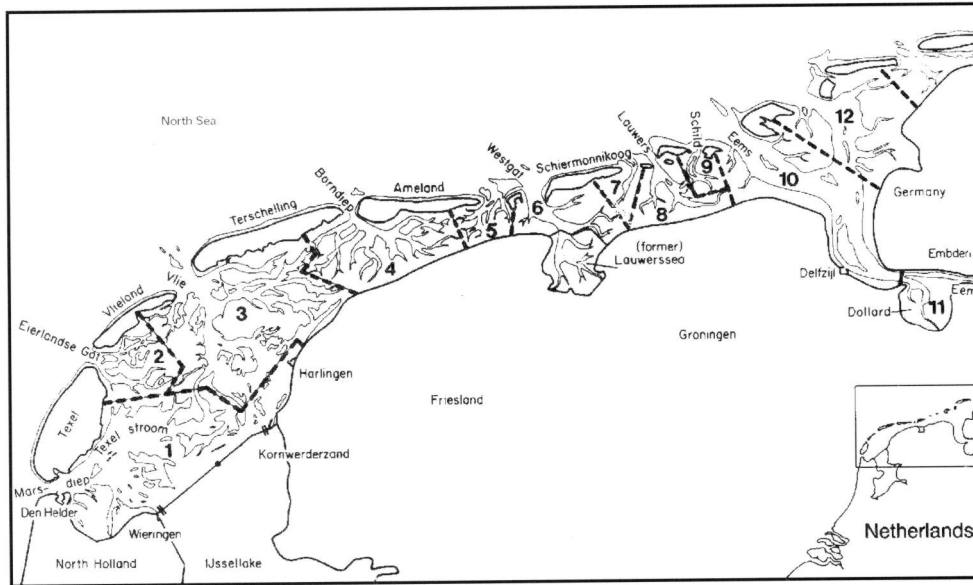 North Sea
Terschelling
Borndiep
Ameland
Westgat
Schiermonnikoog
Lauwers
Schild
Eems
12
9
10
7
6
8
5
4
Germany
Embden
Eem
Delfzijl
Dollard
11
(former)
Lauwerssea
Vlieland
Vlie
3
Eierlandse Gat
2
Groningen
Harlingen
Friesland
Texel
Texel stroom
1
Kornwerderzand
Mars-diep
Den Helder
Wieringen
North Holland
IJssellake
Netherlands